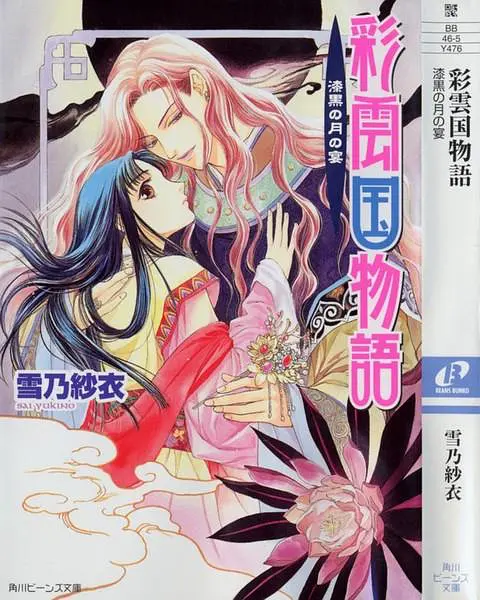 彩雲国物語
漆黒の月の宴
雪乃紗衣
SAI YUKINO
角川ビーンズ文庫
BB
46-5
Y476
彩雲国物語
漆黒の月の宴
B
BEANS BUNKO
雪乃紗衣
角川
ビーンズ
文庫